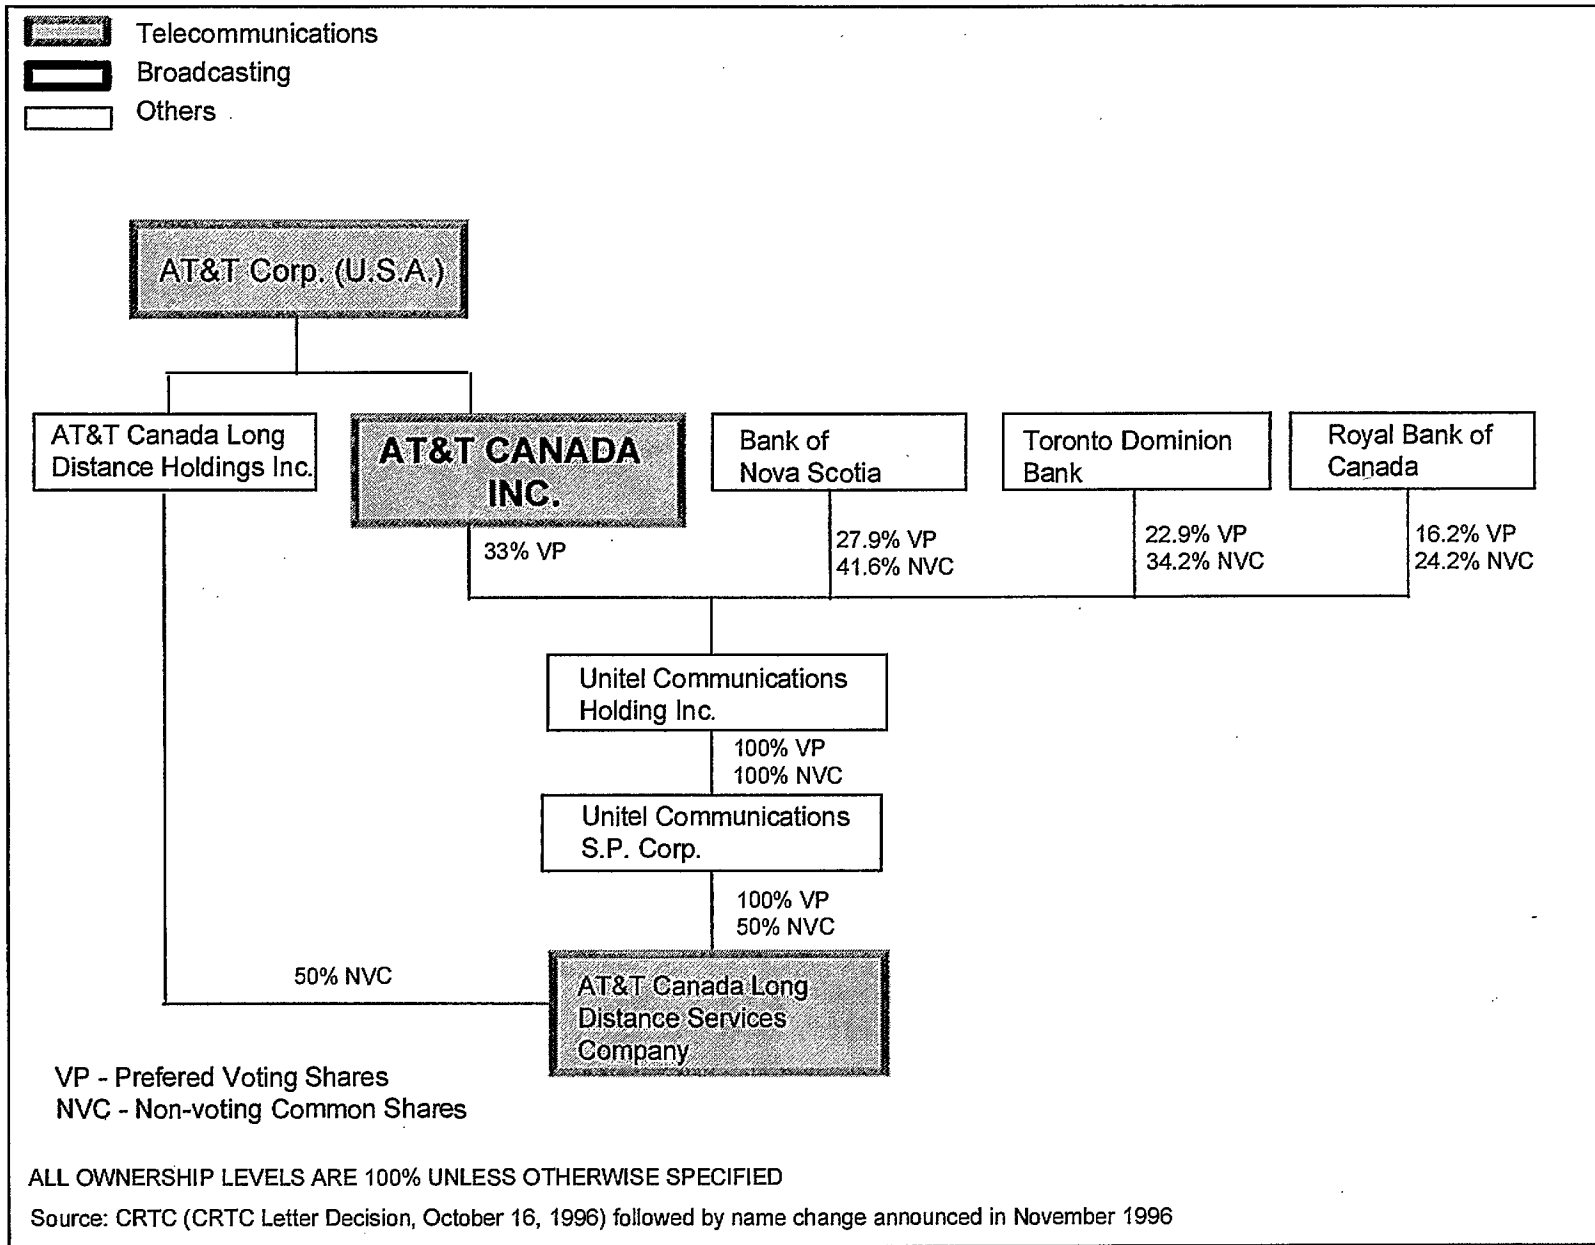 Telecommunications
Broadcasting
Others
AT&T Corp. (U.S.A.)
AT&T Canada Long
Distance Holdings Inc.
AT&T CANADA
INC.
Bank of
Nova Scotia
Toronto Dominion
Bank
Royal Bank of
Canada
33% VP
27.9% VP
41.6% NVC
22.9% VP
34.2% NVC
16.2% VP
24.2% NVC
Unitel Communications
Holding Inc.
100% VP
100% NVC
Unitel Communications
S.P. Corp.
100% VP
50% NVC
50% NVC
AT&T Canada Long
Distance Services
Company
VP - Prefered Voting Shares
NVC - Non-voting Common Shares
ALL OWNERSHIP LEVELS ARE 100% UNLESS OTHERWISE SPECIFIED
Source: CRTC (CRTC Letter Decision, October 16, 1996) followed by name change announced in November 1996